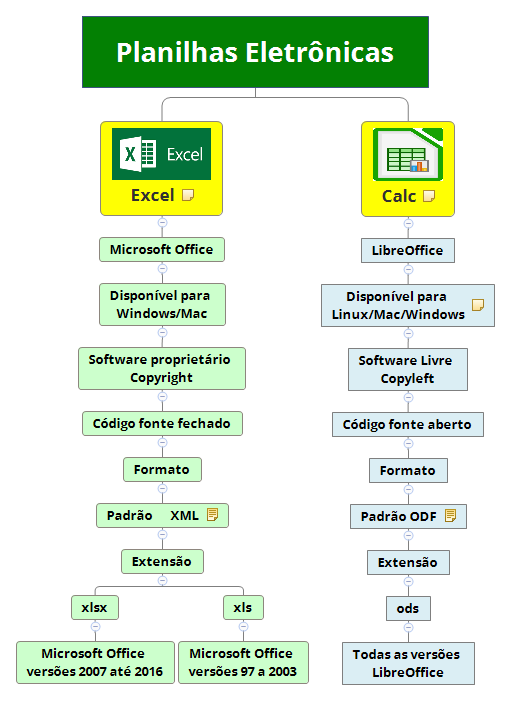 Planilhas Eletrônicas
Excel
Excel
Microsoft Office
Disponível para
Windows/Mac
Software proprietário
Copyright
Código fonte fechado
Formato
Padrão XML
Extensão
xlsx
xls
Microsoft Office
versões 2007 até 2016
Microsoft Office
versões 97 a 2003
Calc
LibreOffice
Disponível para
Linux/Mac/Windows
Software Livre
Copyleft
Código fonte aberto
Formato
Padrão ODF
Extensão
ods
Todas as versões
LibreOffice